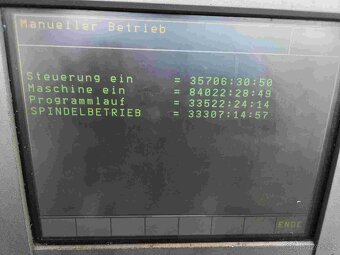 Manueller Betrieb
Steuerung ein = 35706:30:50
Maschine ein = 84022:28:49
Programmlauf = 33522:24:14
SPINDELBETRIEB = 33307:14:57
ENDE